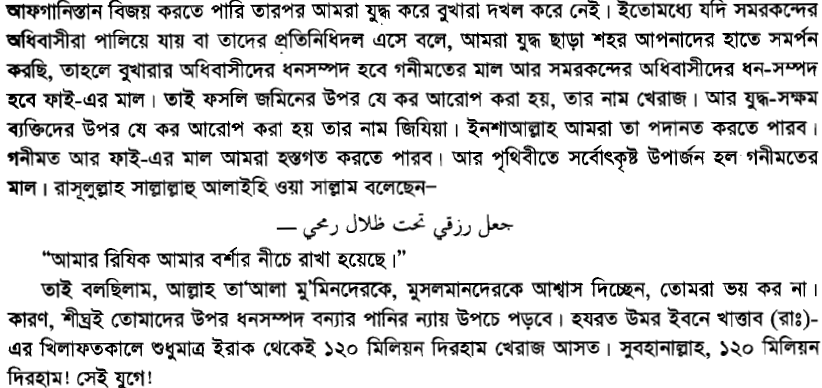 আফগানিস্তান বিজয় করতে পারি তারপর আমরা যুদ্ধ করে বুখারা দখল করে নেই। ইতোমধ্যে যদি সমরকন্দের
অধিবাসীরা পালিয়ে যায় বা তাদের প্রতিনিধিদল এসে বলে, আমরা যুদ্ধ ছাড়া শহর আপনাদের হাতে সমর্পন
করছি, তাহলে বুখারার অধিবাসীদের ধনসম্পদ হবে গনীমতের মাল আর সমরকন্দের অধিবাসীদের ধন-সম্পদ
হবে ফাই-এর মাল। তাই ফসলি জমিনের উপর যে কর আরোপ করা হয়, তার নাম খেরাজ। আর যুদ্ধ-সক্ষম
ব্যক্তিদের উপর যে কর আরোপ করা হয় তার নাম জিযিয়া। ইনশাআল্লাহ আমরা তা পদানত করতে পারব।
গনীমত আর ফাই-এর মাল আমরা হস্তগত করতে পারব। আর পৃথিবীতে সর্বোৎকৃষ্ট উপার্জন হল গনীমতের
মাল। রাসূলুল্লাহ সাল্লাল্লাহু আলাইহি ওয়া সাল্লাম বলেছেন–
جعل رزقي تحت ظلال رمحي —
“আমার রিযিক আমার বর্শার নীচে রাখা হয়েছে।”
তাই বলছিলাম, আল্লাহ তা‘আলা মু’মিনদেরকে, মুসলমানদেরকে আশ্বাস দিচ্ছেন, তোমরা ভয় কর না।
কারণ, শীঘ্রই তোমাদের উপর ধনসম্পদ বন্যার পানির ন্যায় উপচে পড়বে। হযরত উমর ইবনে খাত্তাব (রাঃ)-
এর খিলাফতকালে শুধুমাত্র ইরাক থেকেই ১২০ মিলিয়ন দিরহাম খেরাজ আসত। সুবহানাল্লাহ, ১২০ মিলিয়ন
দিরহাম! সেই যুগে!